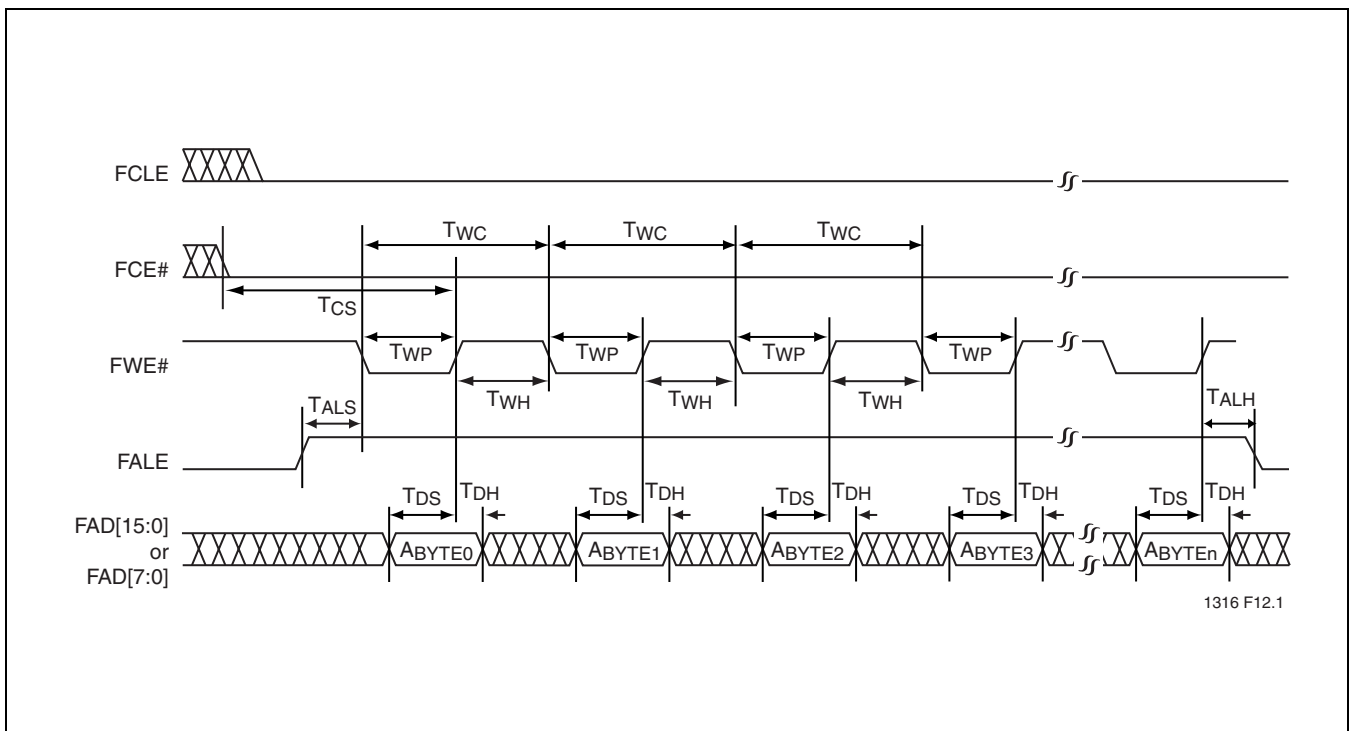 FCLE
TWC TWC TWC
FCE#
TCS
TWP TWP TWP TWP
FWE#
TWH TWH TWH
TALS TALH
FALE
TDS TDH TDS TDH TDS TDH TDS TDH TDS TDH
FAD[15:0]
or
FAD[7:0]
ABYTE0 ABYTE1 ABYTE2 ABYTE3 ABYTEn
1316 F12.1